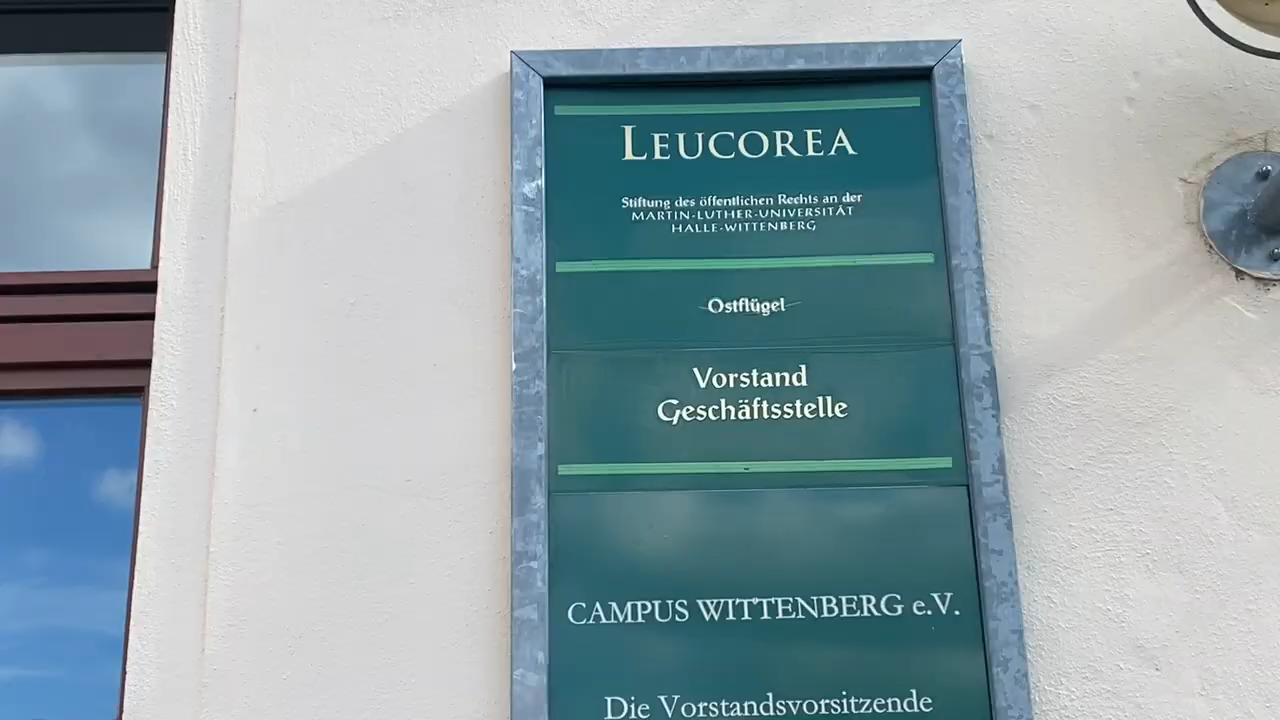 LEUCOREA
Stiftung des öffentlichen Rechts an der
MARTIN-LUTHER-UNIVERSITÄT
HALLE-WITTENBERG
Ostflügel
Vorstand
Geschäftsstelle
CAMPUS WITTENBERG e.V.
Die Vorstandsvorsitzende